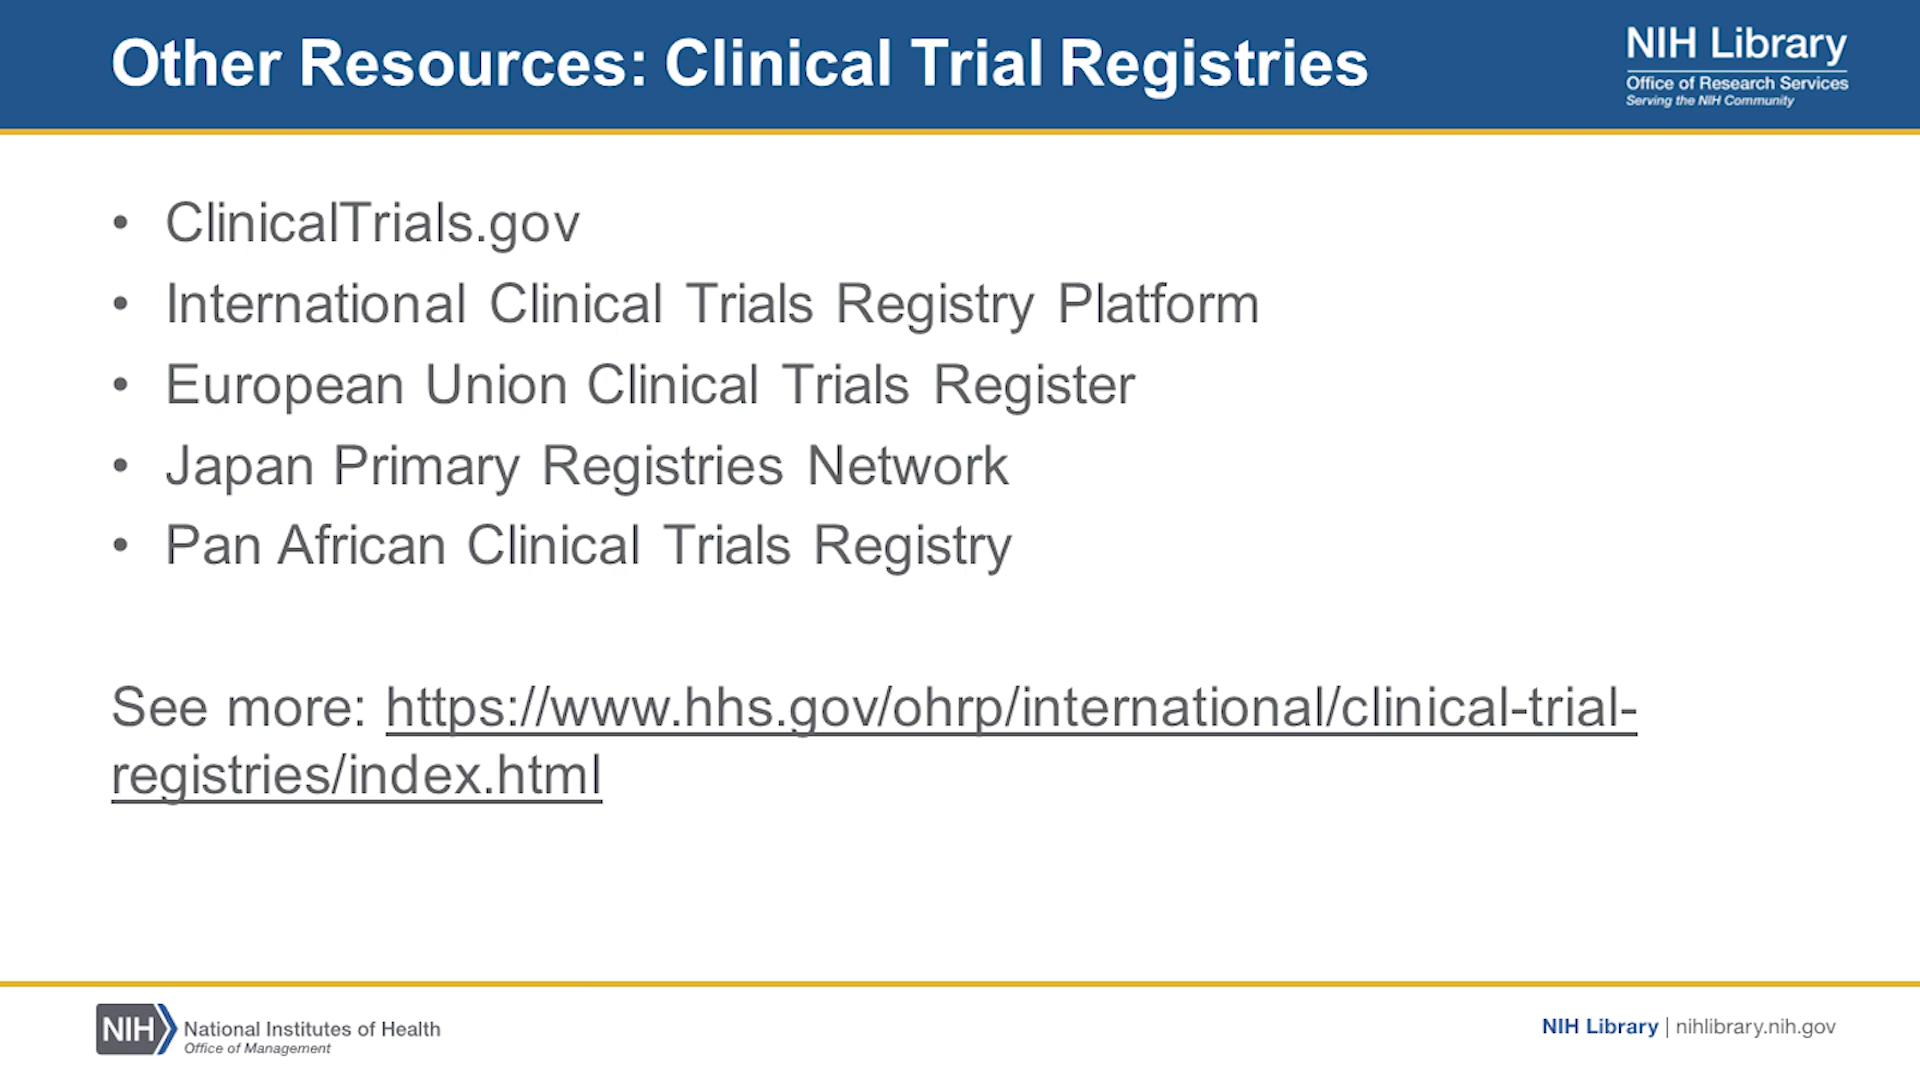 Other Resources: Clinical Trial Registries
NIH Library
Office of Research Services
Serving the NIH Community
• ClinicalTrials.gov
• International Clinical Trials Registry Platform
• European Union Clinical Trials Register
• Japan Primary Registries Network
• Pan African Clinical Trials Registry
See more: https://www.hhs.gov/ohrp/international/clinical-trial-
registries/index.html
NIH National Institutes of Health
Office of Management
NIH Library | nihlibrary.nih.gov